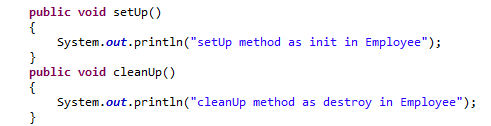 public void setUp()
{
    System.out.println("setUp method as init in Employee");
}
public void cleanUp()
{
    System.out.println("cleanUp method as destroy in Employee");
}